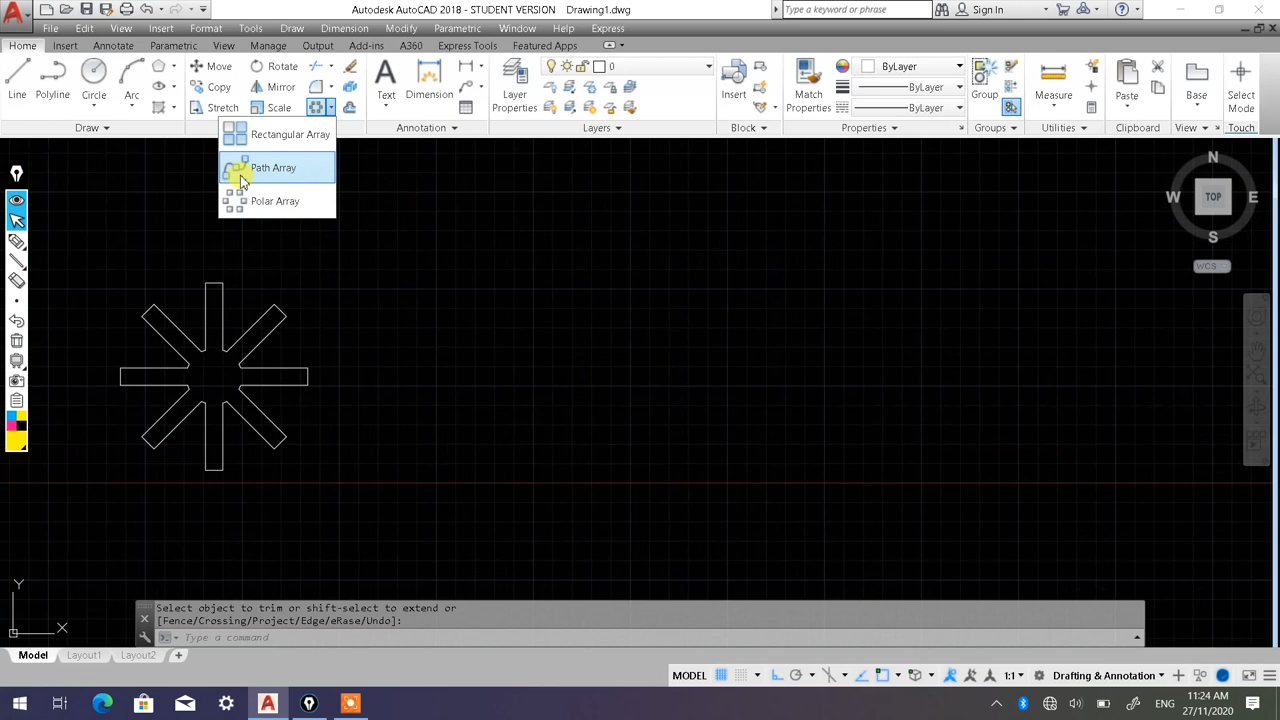 Autodesk AutoCAD 2018 - STUDENT VERSION Drawing1.dwg
Type a keyword or phrase
Sign In
File Edit View Insert Format Tools Draw Dimension Modify Parametric Window Help Express
Home Insert Annotate Parametric View Manage Output Add-ins A360 Express Tools Featured Apps
Line
Polyline
Circle
Arc
Draw
Move
Rotate
Copy
Mirror
Stretch
Scale
Rectangular Array
Path Array
Polar Array
Text
Dimension
Annotation
Layer
Properties
0
Layers
Insert
Block
Match
Properties
ByLayer
ByLayer
ByLayer
Properties
Group
Groups
Measure
Utilities
Paste
Clipboard
Base
View
Select
Mode
Touch
N
W
TOP
E
S
WCS
Y
X
Select object to trim or shift-select to extend or
[Fence/Crossing/Project/Edge/eRase/Undo]:
Type a command
Model Layout1 Layout2
MODEL
1:1
Drafting & Annotation
ENG
11:24 AM
27/11/2020